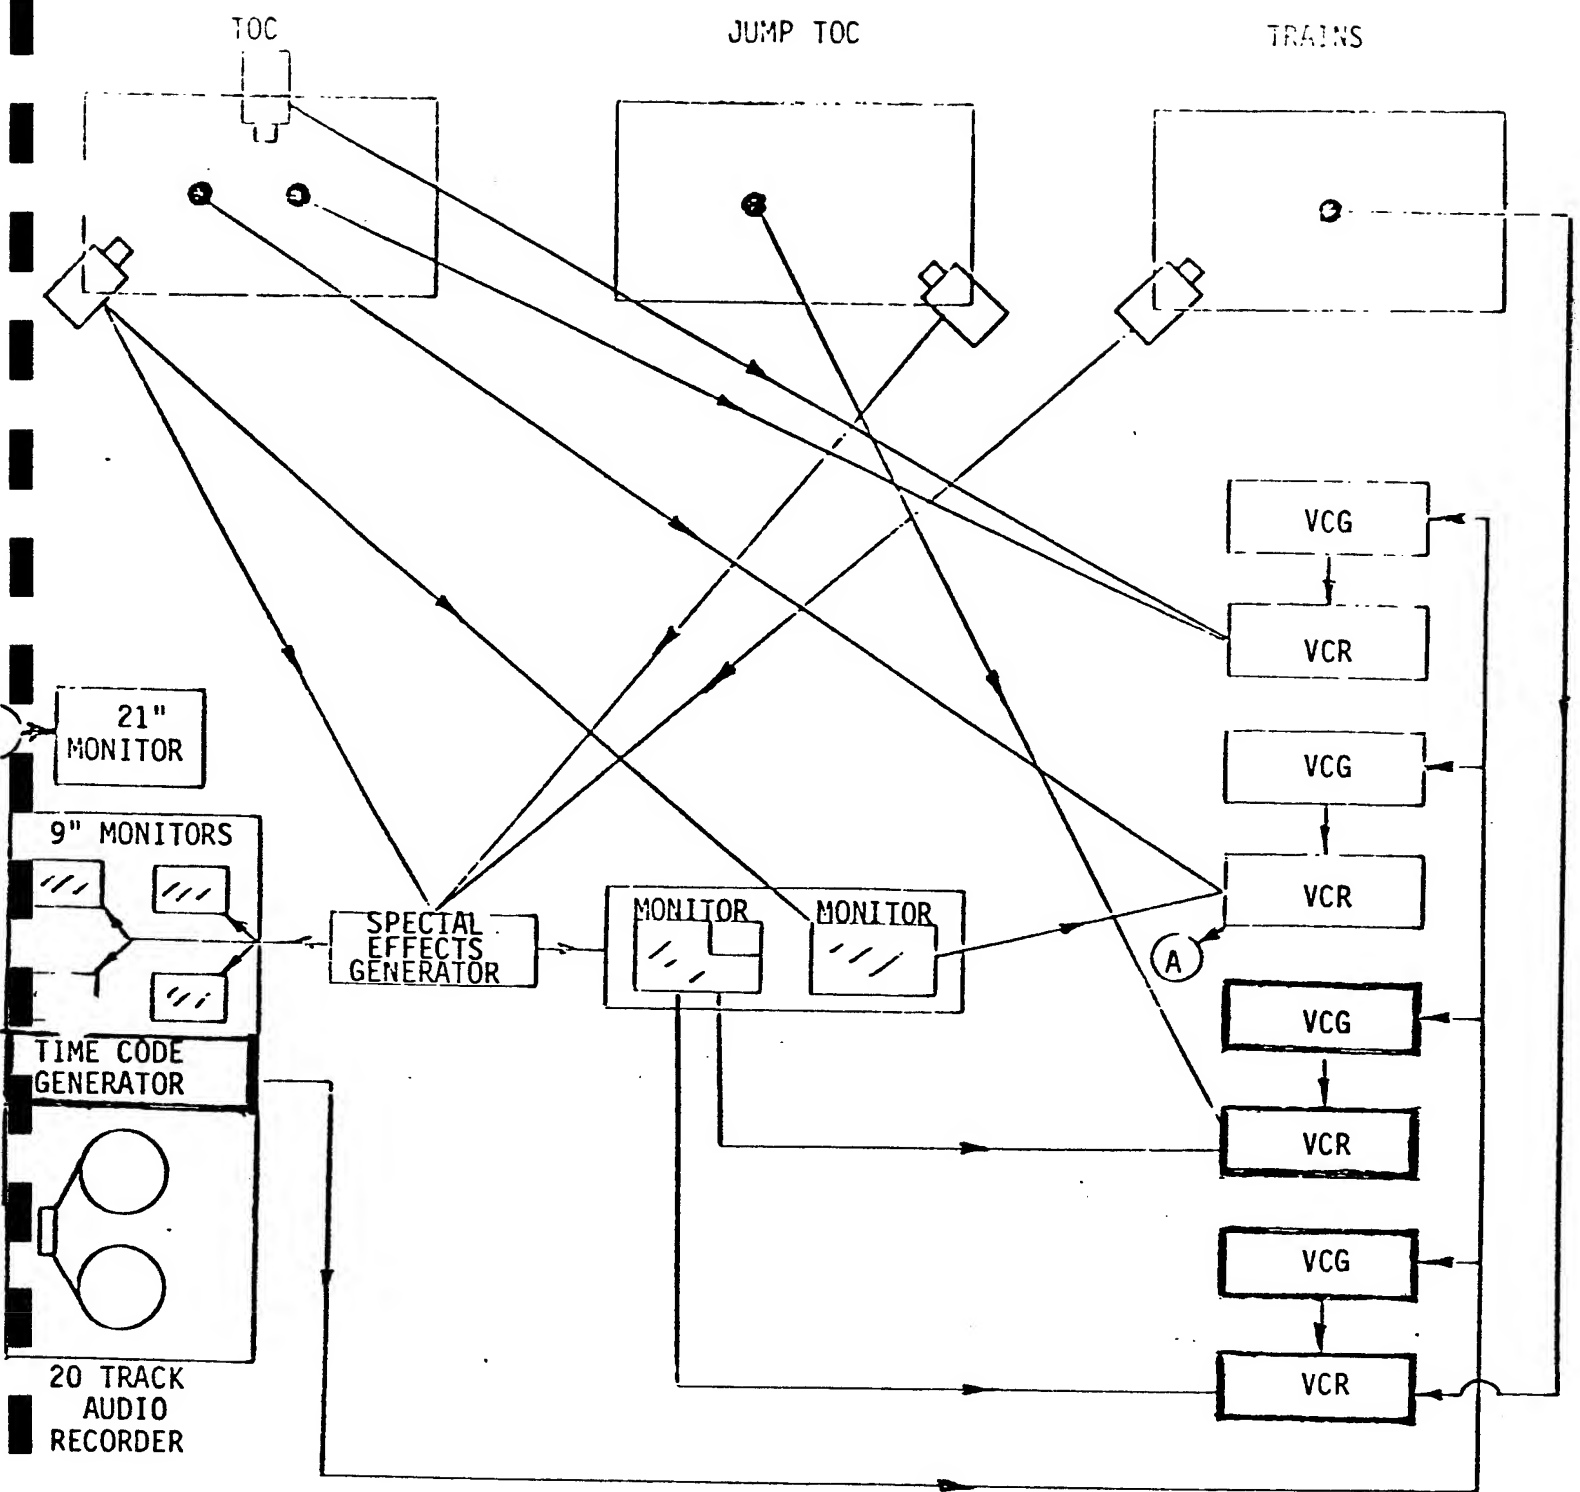 TOC
JUMP TOC
TRAINS
VCG
VCR
21"
MONITOR
VCG
9" MONITORS
VCR
MONITOR
MONITOR
SPECIAL
EFFECTS
GENERATOR
A
VCG
TIME CODE
GENERATOR
VCR
VCG
20 TRACK
AUDIO
RECORDER
VCR